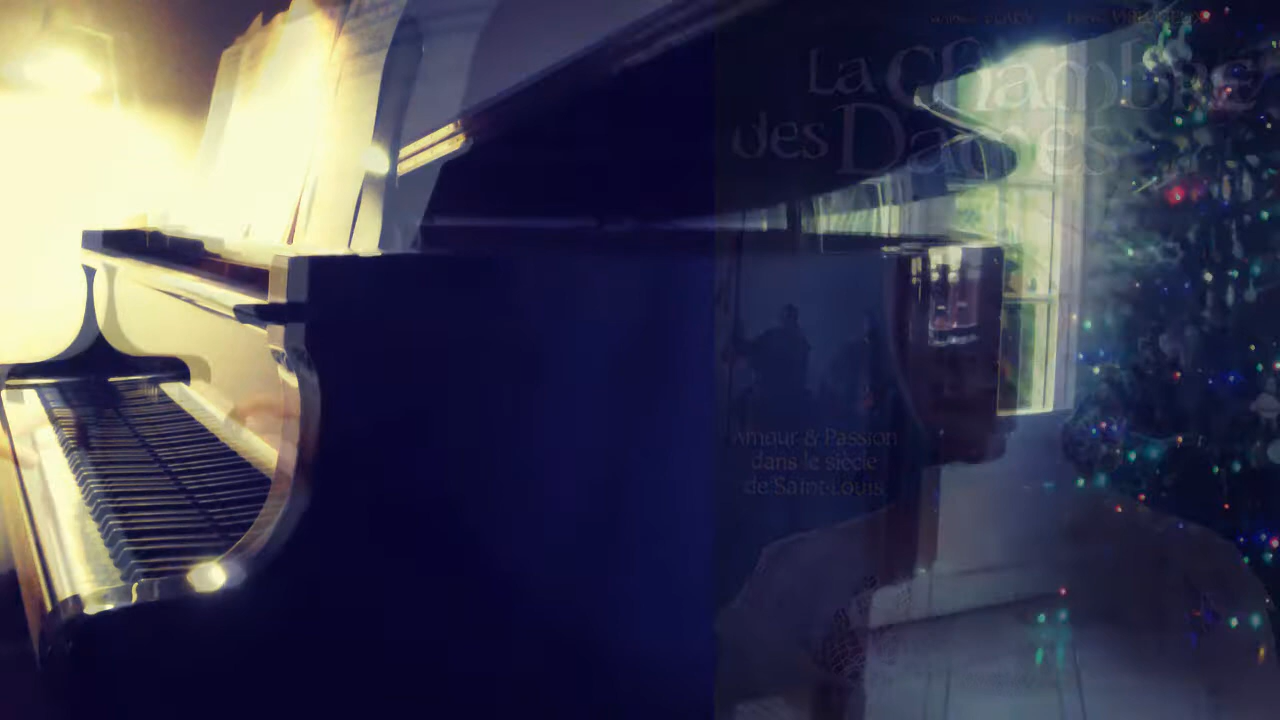 La Chambre
des Dames
Amour & Passion
dans le siècle
de Saint-Louis